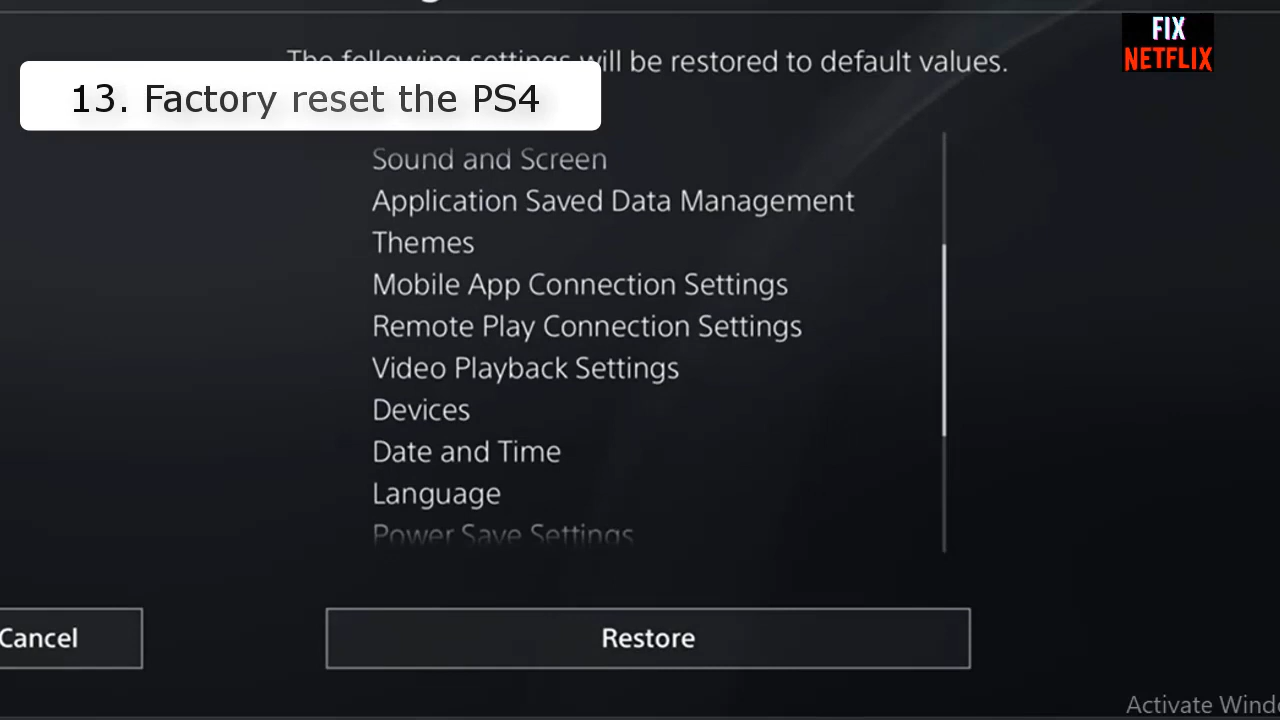 FIX
NETFLIX
The following settings will be restored to default values.
13. Factory reset the PS4
Sound and Screen
Application Saved Data Management
Themes
Mobile App Connection Settings
Remote Play Connection Settings
Video Playback Settings
Devices
Date and Time
Language
Power Save Settings
Cancel
Restore
Activate Wind